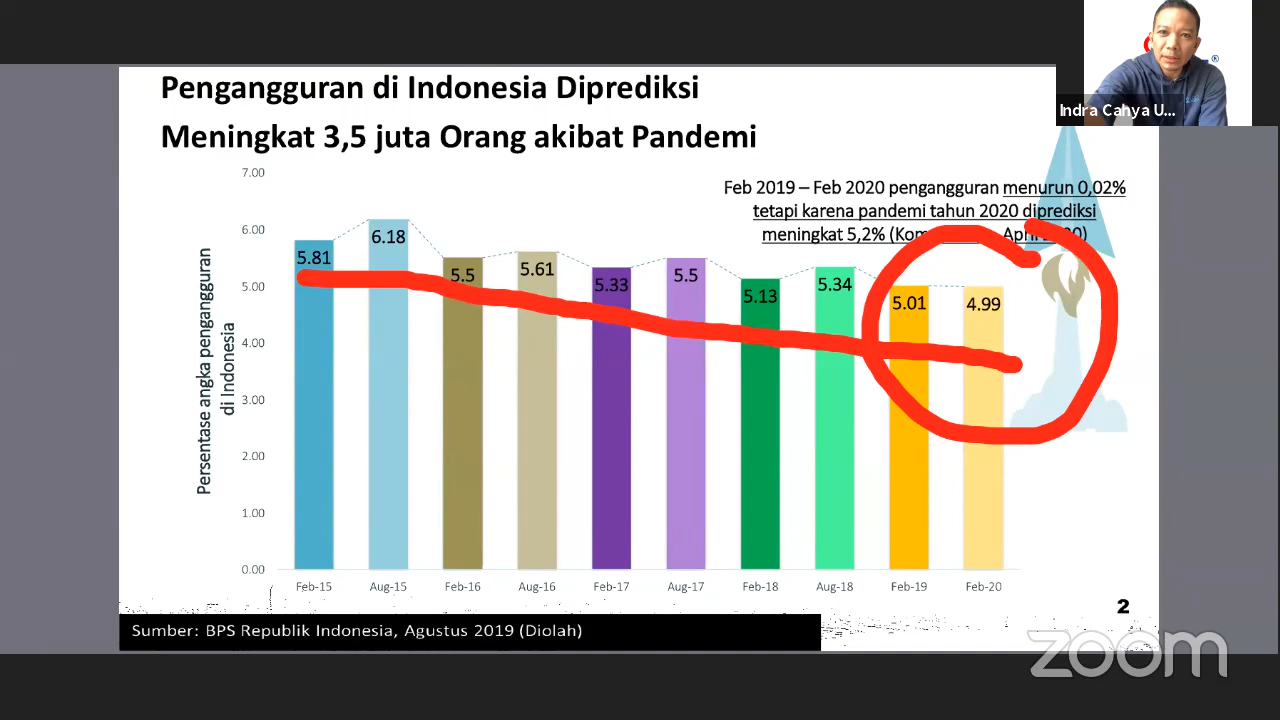 Pengangguran di Indonesia Diprediksi
Meningkat 3,5 juta Orang akibat Pandemi
Indra Cahya U...
Feb 2019 – Feb 2020 pengangguran menurun 0,02%
tetapi karena pandemi tahun 2020 diprediksi
meningkat 5,2% April
Persentase angka pengangguran
di Indonesia
7.00
6.00
5.00
4.00
3.00
2.00
1.00
0.00
5.81
6.18
5.5
5.61
5.33
5.5
5.13
5.34
5.01
4.99
Feb-15
Aug-15
Feb-16
Aug-16
Feb-17
Aug-17
Feb-18
Aug-18
Feb-19
Feb-20
2
Sumber: BPS Republik Indonesia, Agustus 2019 (Diolah)
zoom